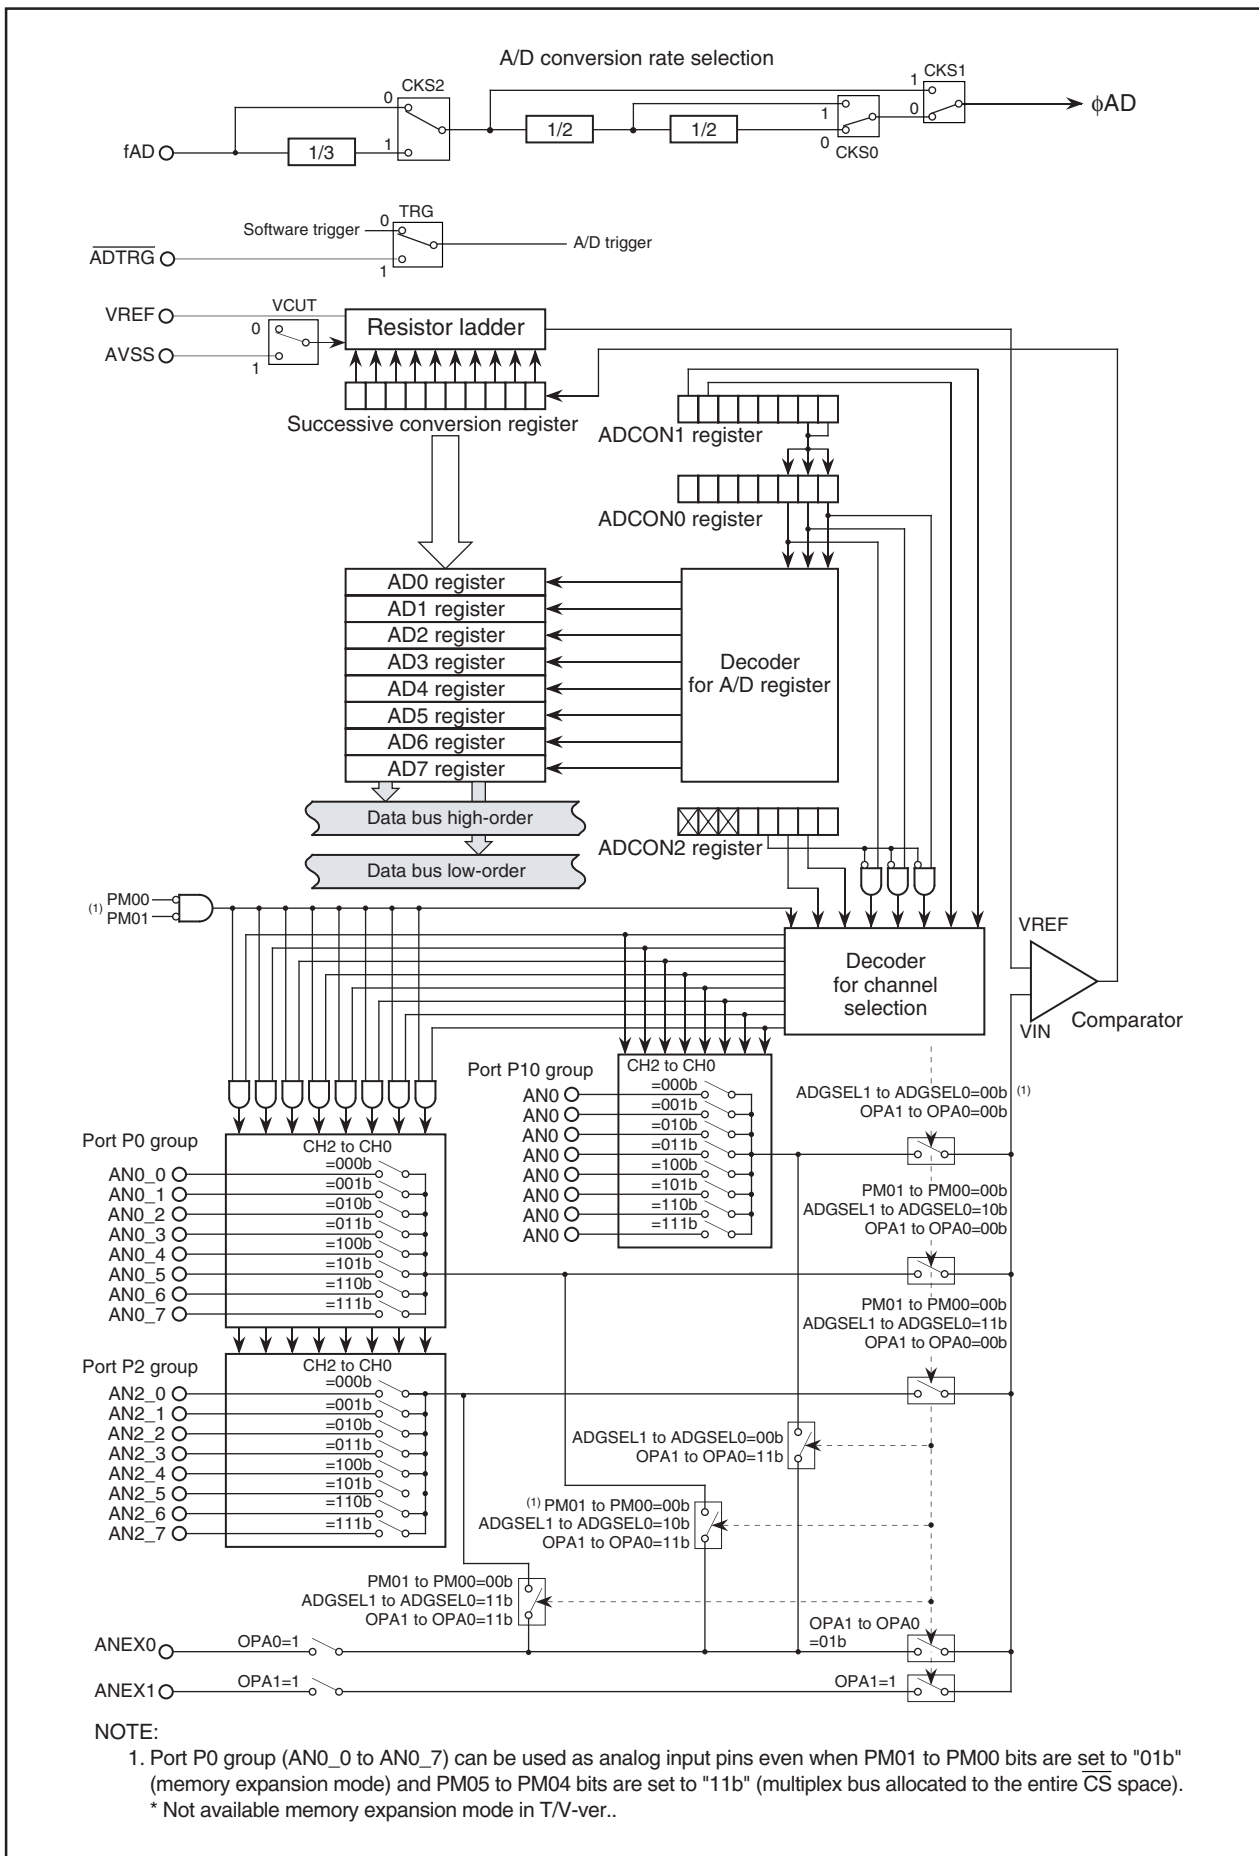 A/D conversion rate selection
CKS2
0
1
fAD
1/3
1/2
1/2
1
0
CKS0
CKS1
1
0
ϕAD
TRG
Software trigger
0
A/D trigger
ADTRG
1
VREF
VCUT
0
Resistor ladder
AVSS
1
Successive conversion register
ADCON1 register
ADCON0 register
AD0 register
AD1 register
AD2 register
AD3 register
AD4 register
AD5 register
AD6 register
AD7 register
Decoder
for A/D register
Data bus high-order
Data bus low-order
ADCON2 register
(1) PM00
PM01
Decoder
for channel
selection
VREF
VIN
Comparator
Port P10 group
CH2 to CH0
AN0 =000b
AN0 =001b
AN0 =010b
AN0 =011b
AN0 =100b
AN0 =101b
AN0 =110b
AN0 =111b
ADGSEL1 to ADGSEL0=00b (1)
OPA1 to OPA0=00b
Port P0 group
CH2 to CH0
AN0_0 =000b
AN0_1 =001b
AN0_2 =010b
AN0_3 =011b
AN0_4 =100b
AN0_5 =101b
AN0_6 =110b
AN0_7 =111b
PM01 to PM00=00b
ADGSEL1 to ADGSEL0=10b
OPA1 to OPA0=00b
PM01 to PM00=00b
ADGSEL1 to ADGSEL0=11b
OPA1 to OPA0=00b
Port P2 group
CH2 to CH0
AN2_0 =000b
AN2_1 =001b
AN2_2 =010b
AN2_3 =011b
AN2_4 =100b
AN2_5 =101b
AN2_6 =110b
AN2_7 =111b
ADGSEL1 to ADGSEL0=00b
OPA1 to OPA0=11b
(1) PM01 to PM00=00b
ADGSEL1 to ADGSEL0=10b
OPA1 to OPA0=11b
PM01 to PM00=00b
ADGSEL1 to ADGSEL0=11b
OPA1 to OPA0=11b
ANEX0
OPA0=1
OPA1 to OPA0
=01b
ANEX1
OPA1=1
OPA1=1
NOTE:
1. Port P0 group (AN0_0 to AN0_7) can be used as analog input pins even when PM01 to PM00 bits are set to "01b"
(memory expansion mode) and PM05 to PM04 bits are set to "11b" (multiplex bus allocated to the entire CS space).
* Not available memory expansion mode in T/V-ver..